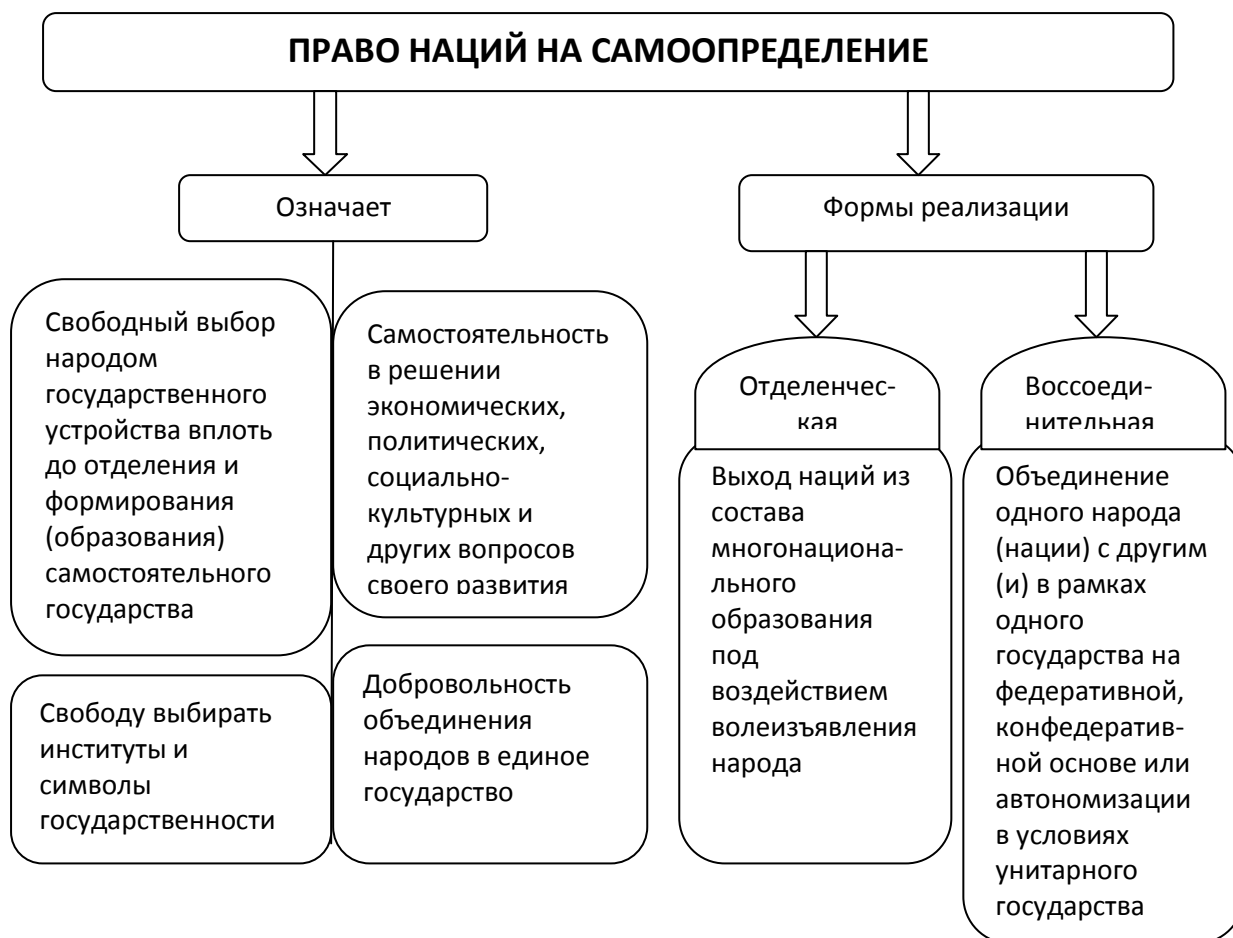 ПРАВО НАЦИЙ НА САМООПРЕДЕЛЕНИЕ
Означает
Свободный выбор
народом
государственного
устройства вплоть
до отделения и
формирования
(образования)
самостоятельного
государства
Самостоятельность
в решении
экономических,
политических,
социально-
культурных и
других вопросов
своего развития
Свободу выбирать
институты и
символы
государственности
Добровольность
объединения
народов в единое
государство
Формы реализации
Отделенчес-
кая
Выход наций из
состава
многонациона-
льного
образования
под
воздействием
волеизъявления
народа
Воссоеди-
нительная
Объединение
одного народа
(нации) с другим
(и) в рамках
одного
государства на
федеративной,
конфедератив-
ной основе или
автономизации
в условиях
унитарного
государства